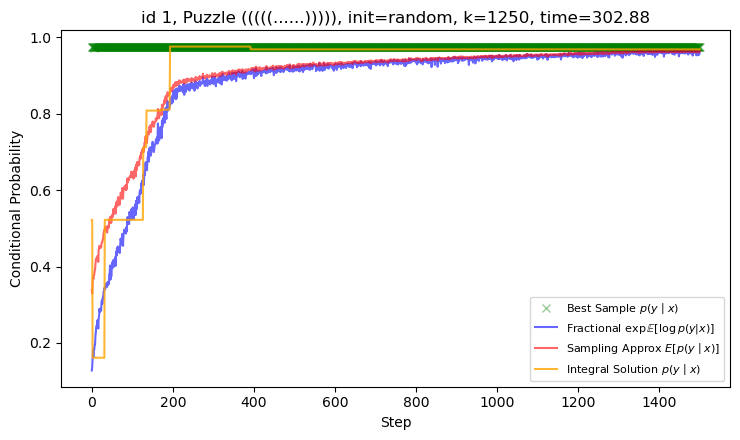 id 1, Puzzle (((((......))))), init=random, k=1250, time=302.88
Conditional Probability
1.0
0.8
0.6
0.4
0.2
Best Sample p(y | x)
Fractional exp𝔼[log p(y|x)]
Sampling Approx E[p(y | x)]
Integral Solution p(y | x)
0 200 400 600 800 1000 1200 1400
Step